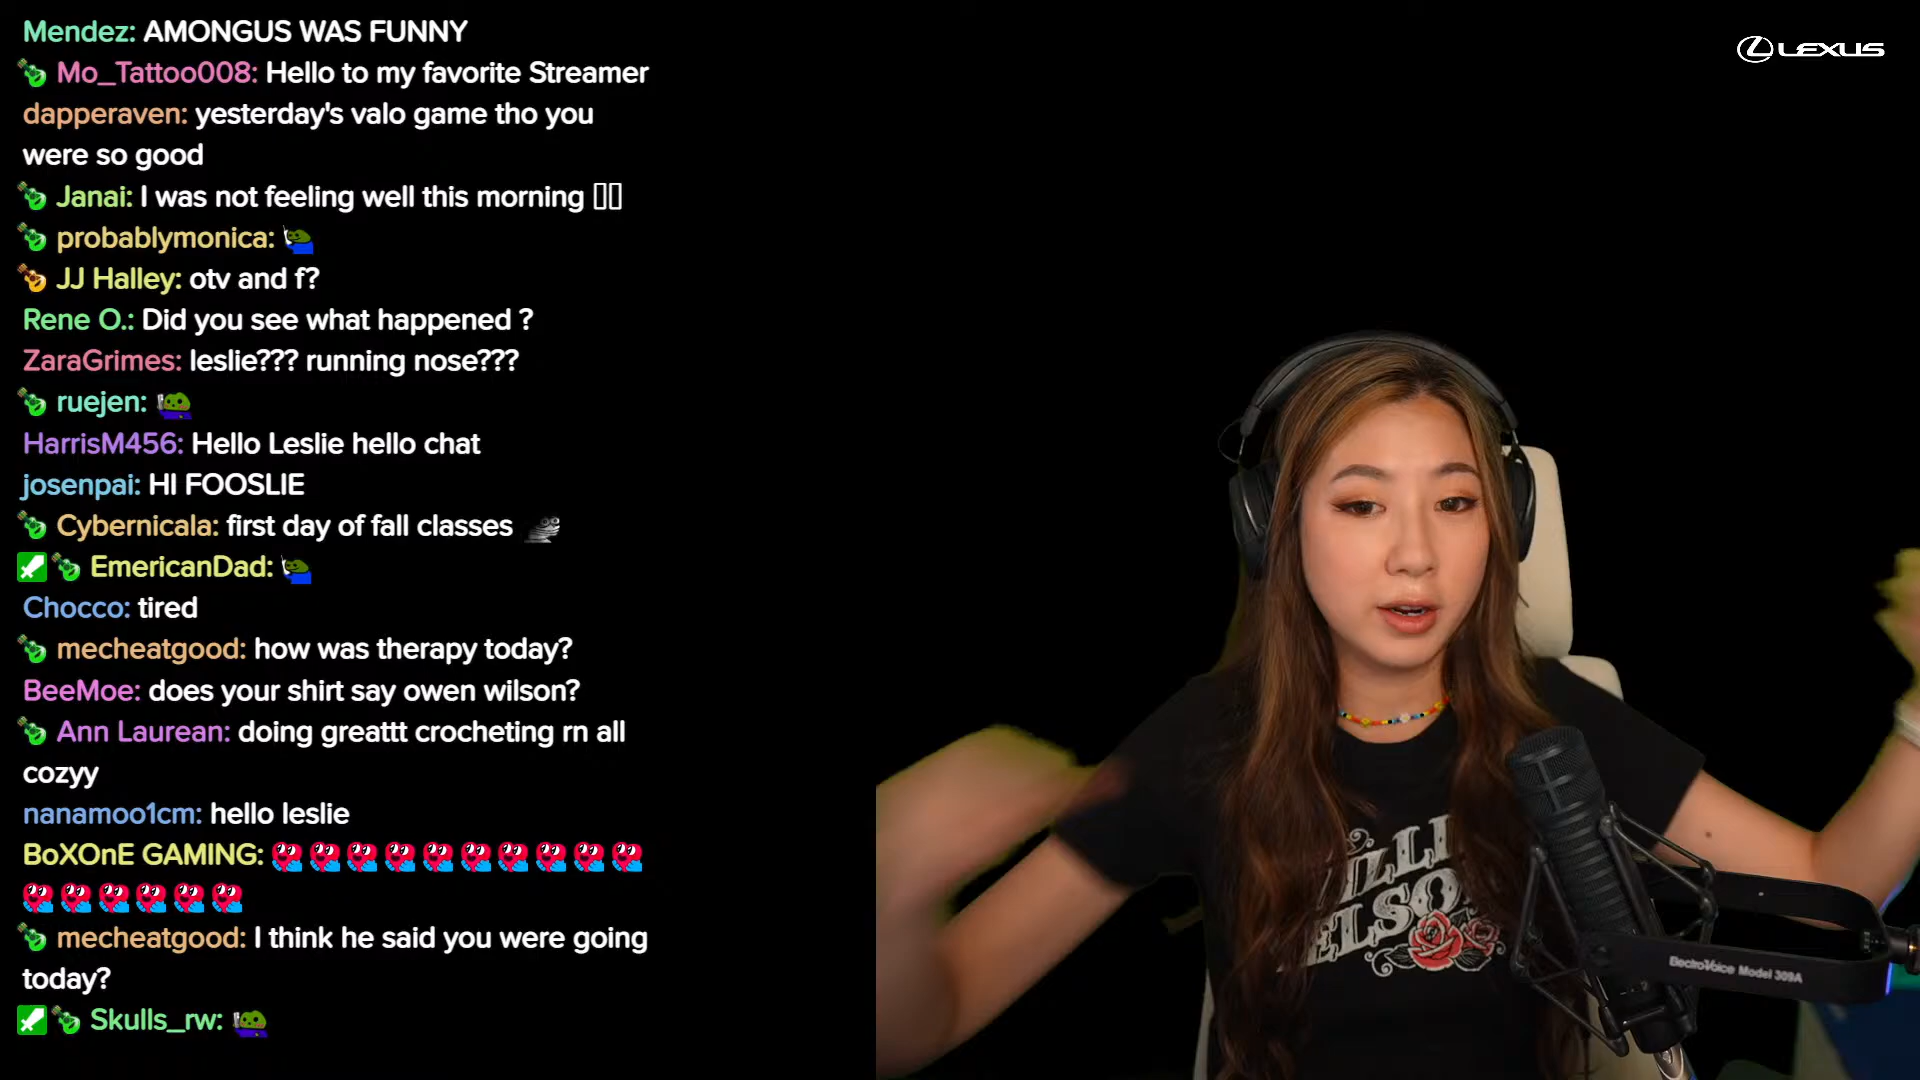 Mendez: AMONGUS WAS FUNNY
Mo_Tattoo008: Hello to my favorite Streamer
dapperaven: yesterday's valo game tho you
were so good
Janai: I was not feeling well this morning
probablymonica:
JJ Halley: otv and f?
Rene O.: Did you see what happened ?
ZaraGrimes: leslie??? running nose???
ruejen:
HarrisM456: Hello Leslie hello chat
josenpai: HI FOOSLIE
Cybernicala: first day of fall classes
EmericanDad:
Chocco: tired
mecheatgood: how was therapy today?
BeeMoe: does your shirt say owen wilson?
Ann Laurean: doing greattt crocheting rn all
cozyy
nanamoo1cm: hello leslie
BoXOnE GAMING:
mecheatgood: I think he said you were going
today?
Skulls_rw:
LEXUS
ElectroVoice Model 309A